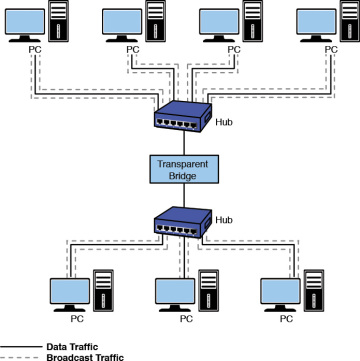 PC PC PC PC
Hub
Transparent
Bridge
Hub
PC PC PC
Data Traffic
Broadcast Traffic